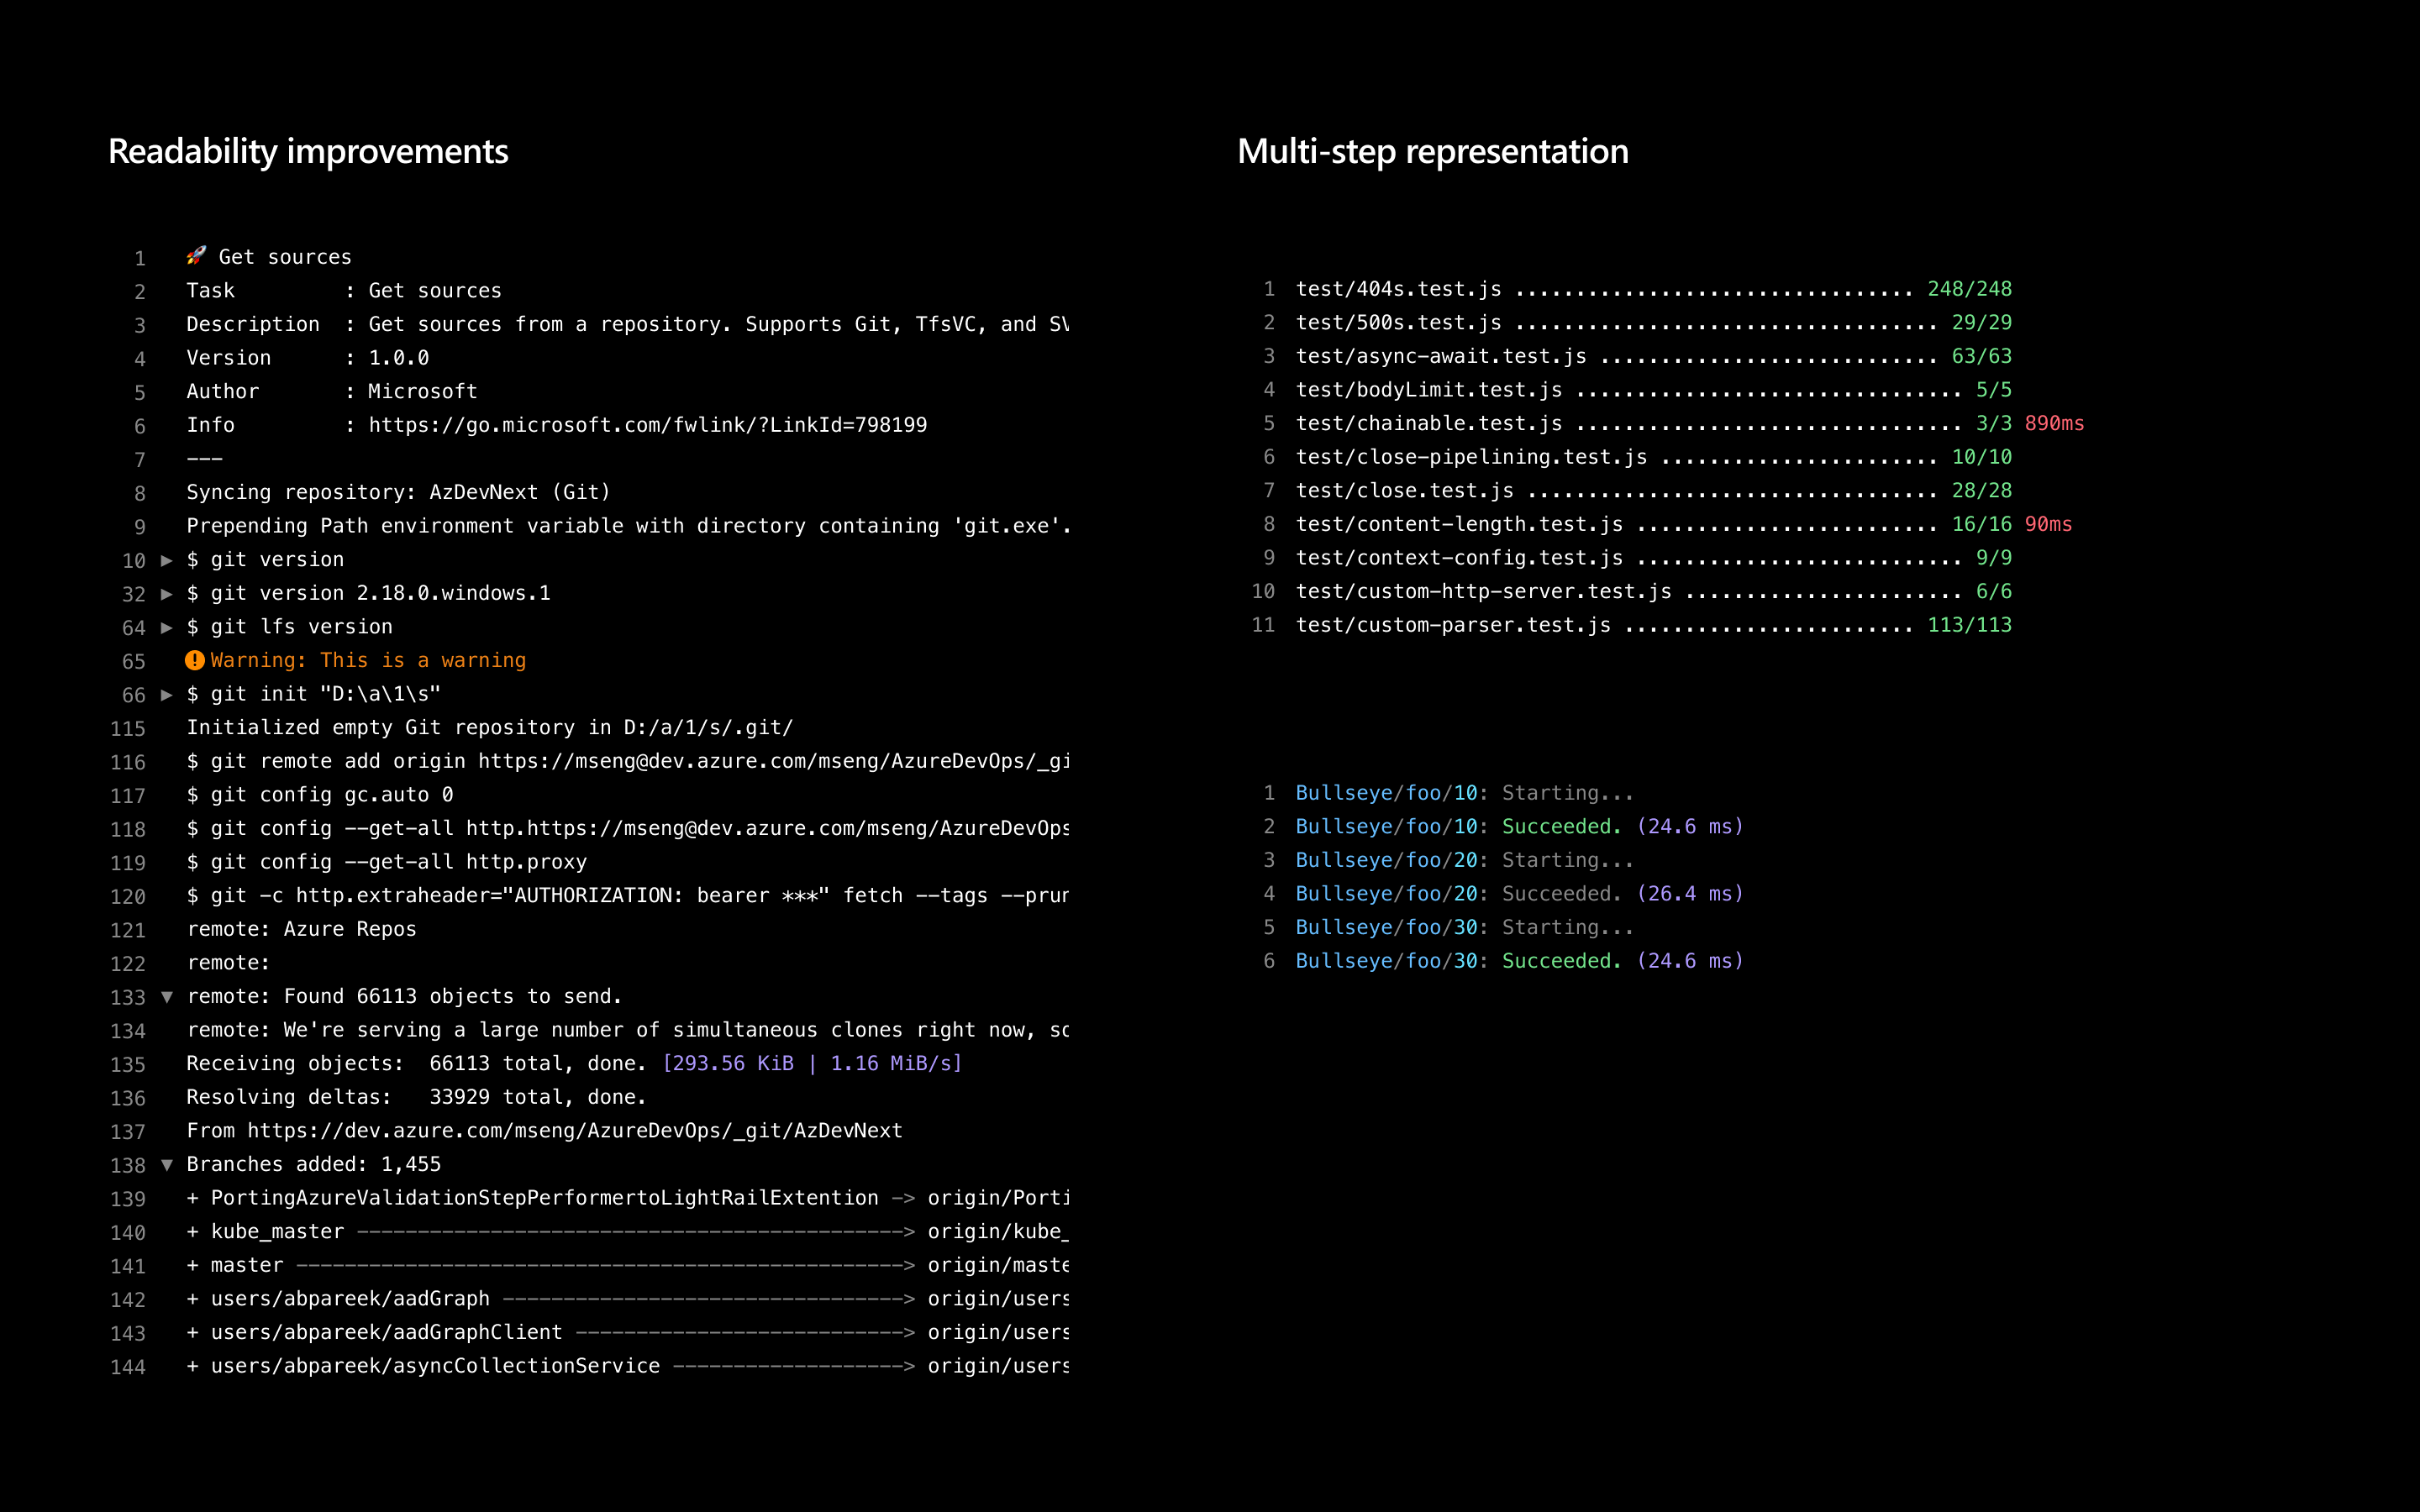 Readability improvements
1 🚀 Get sources
2 Task         : Get sources
3 Description  : Get sources from a repository. Supports Git, TfsVC, and
4 Version      : 1.0.0
5 Author       : Microsoft
6 Info         : https://go.microsoft.com/fwlink/?LinkId=798199
7 ---
8 Syncing repository: AzDevNext (Git)
9 Prepending Path environment variable with directory containing 'git.exe'.
10 ▶ $ git version
32 ▶ $ git version 2.18.0.windows.1
64 ▶ $ git lfs version
65 Warning: This is a warning
66 ▶ $ git init "D:\a\1\s"
115 Initialized empty Git repository in D:/a/1/s/.git/
116 $ git remote add origin https://mseng@dev.azure.com/mseng/AzureDevOps/_gi
117 $ git config gc.auto 0
118 $ git config --get-all http.https://mseng@dev.azure.com/mseng/AzureDevOps
119 $ git config --get-all http.proxy
120 $ git -c http.extraheader="AUTHORIZATION: bearer ***" fetch --tags --prun
121 remote: Azure Repos
122 remote:
133 ▼ remote: Found 66113 objects to send.
134 remote: We're serving a large number of simultaneous clones right now, so
135 Receiving objects:  66113 total, done. [293.56 KiB | 1.16 MiB/s]
136 Resolving deltas:   33929 total, done.
137 From https://dev.azure.com/mseng/AzureDevOps/_git/AzDevNext
138 ▼ Branches added: 1,455
139 + PortingAzureValidationStepPerformertoLightRailExtention -> origin/Porti
140 + kube_master ---------------------------------------------> origin/kube_
141 + master --------------------------------------------------> origin/maste
142 + users/abpareek/aadGraph ---------------------------------> origin/users
143 + users/abpareek/aadGraphClient ---------------------------> origin/users
144 + users/abpareek/asyncCollectionService -------------------> origin/users
Multi-step representation
1 test/404s.test.js ................................. 248/248
2 test/500s.test.js ................................... 29/29
3 test/async-await.test.js ............................ 63/63
4 test/bodyLimit.test.js ................................ 5/5
5 test/chainable.test.js ................................ 3/3 890ms
6 test/close-pipelining.test.js ....................... 10/10
7 test/close.test.js .................................. 28/28
8 test/content-length.test.js ......................... 16/16 90ms
9 test/context-config.test.js ........................... 9/9
10 test/custom-http-server.test.js ....................... 6/6
11 test/custom-parser.test.js ........................ 113/113
1 Bullseye/foo/10: Starting...
2 Bullseye/foo/10: Succeeded. (24.6 ms)
3 Bullseye/foo/20: Starting...
4 Bullseye/foo/20: Succeeded. (26.4 ms)
5 Bullseye/foo/30: Starting...
6 Bullseye/foo/30: Succeeded. (24.6 ms)